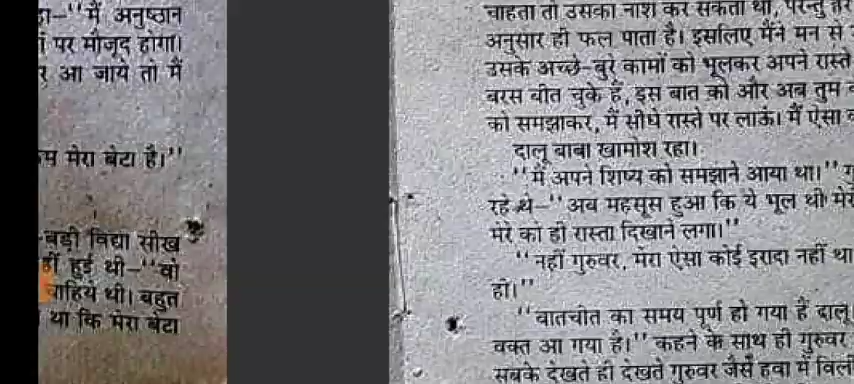 ड़ा–"मैं अनुष्ठान
पर मौजूद होगा।
आ जाये तो मैं
मेरा बेटा है।"
बड़ी विद्या सीख
हुई थी–"वो
चाहिये थी। बहुत
था कि मेरा बेटा
चाहता तो उसका नाश कर सकता था, परन्तु
अनुसार ही फल पाता है। इसलिए मैंने मन से
उसके अच्छे-बुरे कामों को भूलकर अपने रास्ते
बरस बीत चुके हैं, इस बात को और अब तुम
को समझाकर, मैं सीधे रास्ते पर लाऊं। मैं ऐसा
दालू बाबा खामोश रहा।
"मैं अपने शिष्य को समझाने आया था।"
रहे थे–"अब महसूस हुआ कि ये भूल थी
मेरे को ही रास्ता दिखाने लगा।"
"नहीं गुरुवर, मेरा ऐसा कोई इरादा नहीं था
हो।"
"बातचीत का समय पूर्ण हो गया है दालू
वक्त आ गया है।" कहने के साथ ही गुरुवर
सबके देखते ही देखते गुरुवर जैसे हवा में